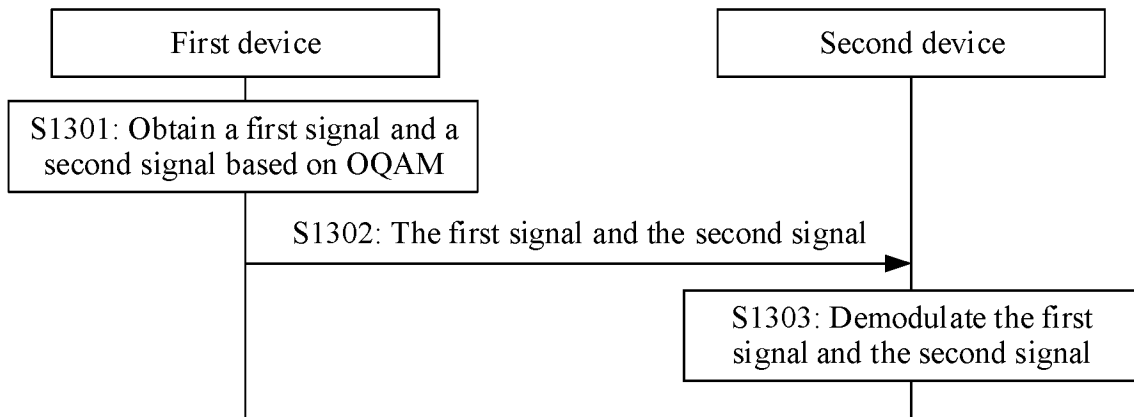 First device
Second device
S1301: Obtain a first signal and a
second signal based on OQAM
S1302: The first signal and the second signal
S1303: Demodulate the first
signal and the second signal